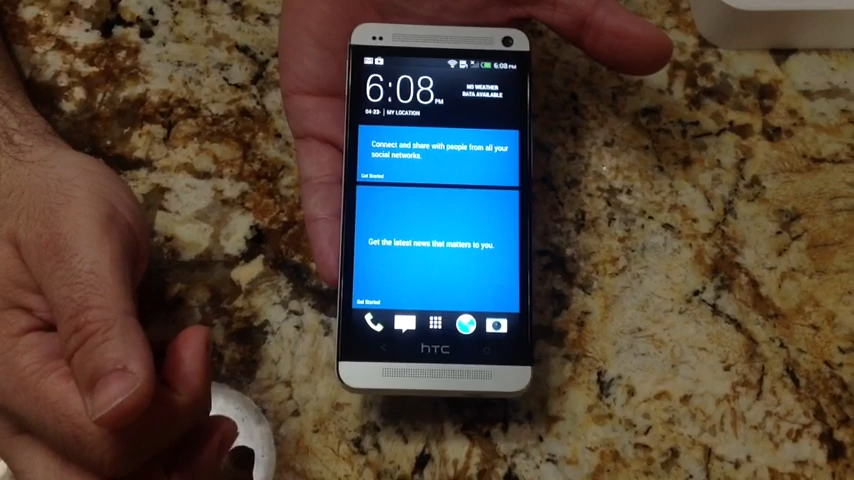 6:08 PM
6:08 PM
NO WEATHER
DATA AVAILABLE
04-23- | MY LOCATION
Connect and share with people from all your
social networks.
Get Started
Get the latest news that matters to you.
Get Started
hTC